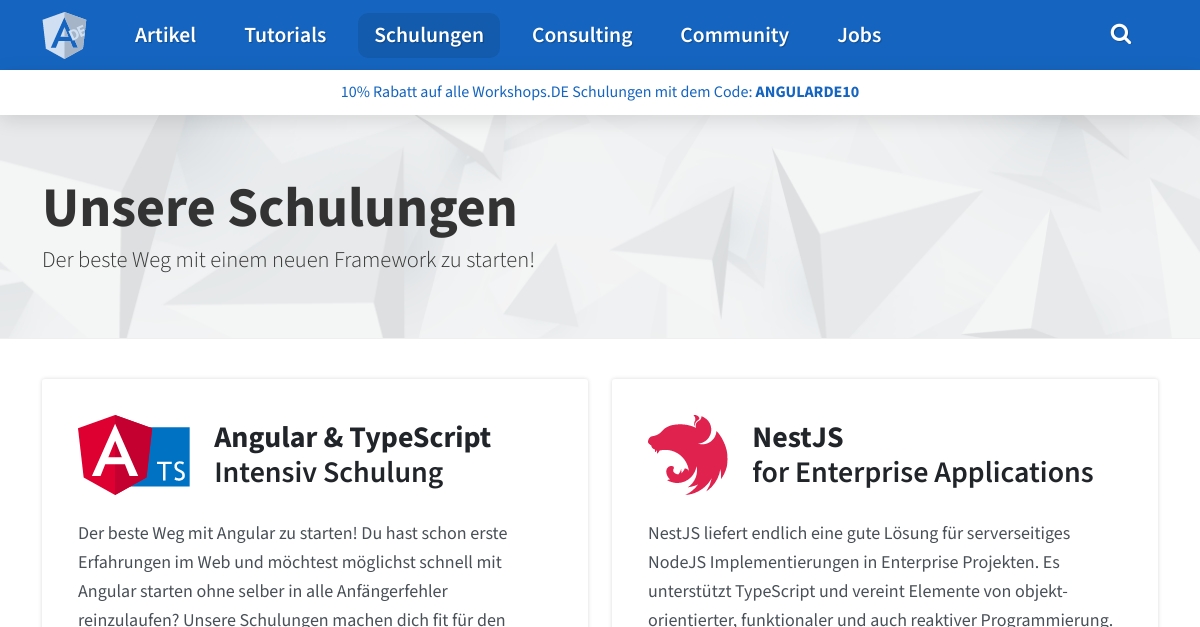 A DE
Artikel Tutorials Schulungen Consulting Community Jobs
10% Rabatt auf alle Workshops.DE Schulungen mit dem Code: ANGULARDE10
Unsere Schulungen
Der beste Weg mit einem neuen Framework zu starten!
A TS
Angular & TypeScript
Intensiv Schulung
Der beste Weg mit Angular zu starten! Du hast schon erste
Erfahrungen im Web und möchtest möglichst schnell mit
Angular starten ohne selber in alle Anfängerfehler
reinzulaufen? Unsere Schulungen machen dich fit für den
NestJS
for Enterprise Applications
NestJS liefert endlich eine gute Lösung für serverseitiges
NodeJS Implementierungen in Enterprise Projekten. Es
unterstützt TypeScript und vereint Elemente von objekt-
orientierter, funktionaler und auch reaktiver Programmierung.